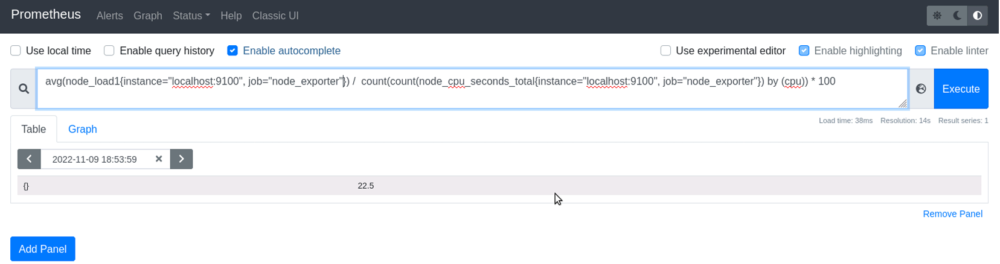 Prometheus Alerts Graph Status Help Classic UI
Use local time Enable query history Enable autocomplete Use experimental editor Enable highlighting Enable linter
avg(node_load1{instance="localhost:9100", job="node_exporter"}) /  count(count(node_cpu_seconds_total{instance="localhost:9100", job="node_exporter"}) by (cpu)) * 100
Execute
Load time: 38ms Resolution: 14s Result series: 1
Table Graph
2022-11-09 18:53:59
{} 22.5
Remove Panel
Add Panel